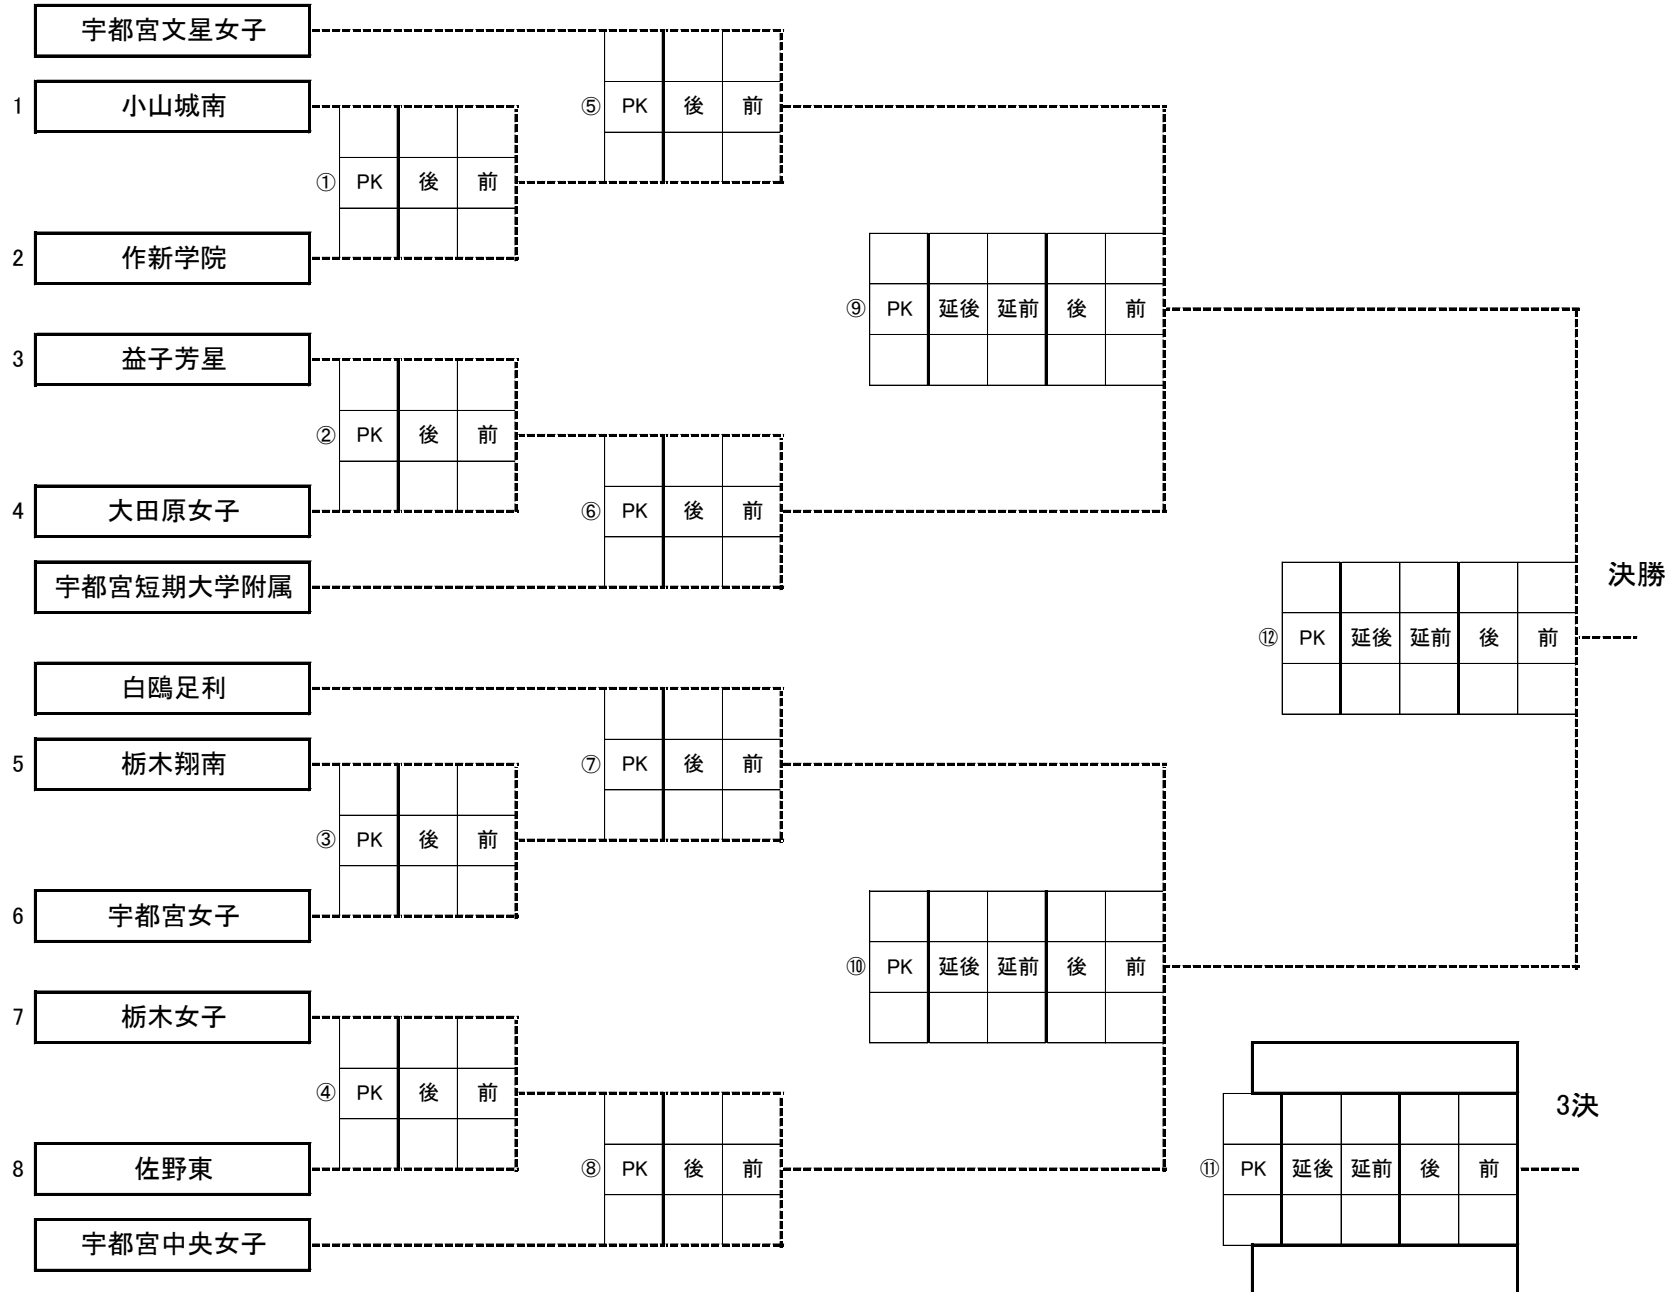 宇都宮文星女子
1 小山城南
⑤ PK 後 前
① PK 後 前
2 作新学院
⑨ PK 延後 延前 後 前
3 益子芳星
② PK 後 前
4 大田原女子
⑥ PK 後 前
宇都宮短期大学附属
決勝
⑫ PK 延後 延前 後 前
白鴎足利
5 栃木翔南
⑦ PK 後 前
③ PK 後 前
6 宇都宮女子
⑩ PK 延後 延前 後 前
7 栃木女子
④ PK 後 前
3決
8 佐野東
⑧ PK 後 前
⑪ PK 延後 延前 後 前
宇都宮中央女子